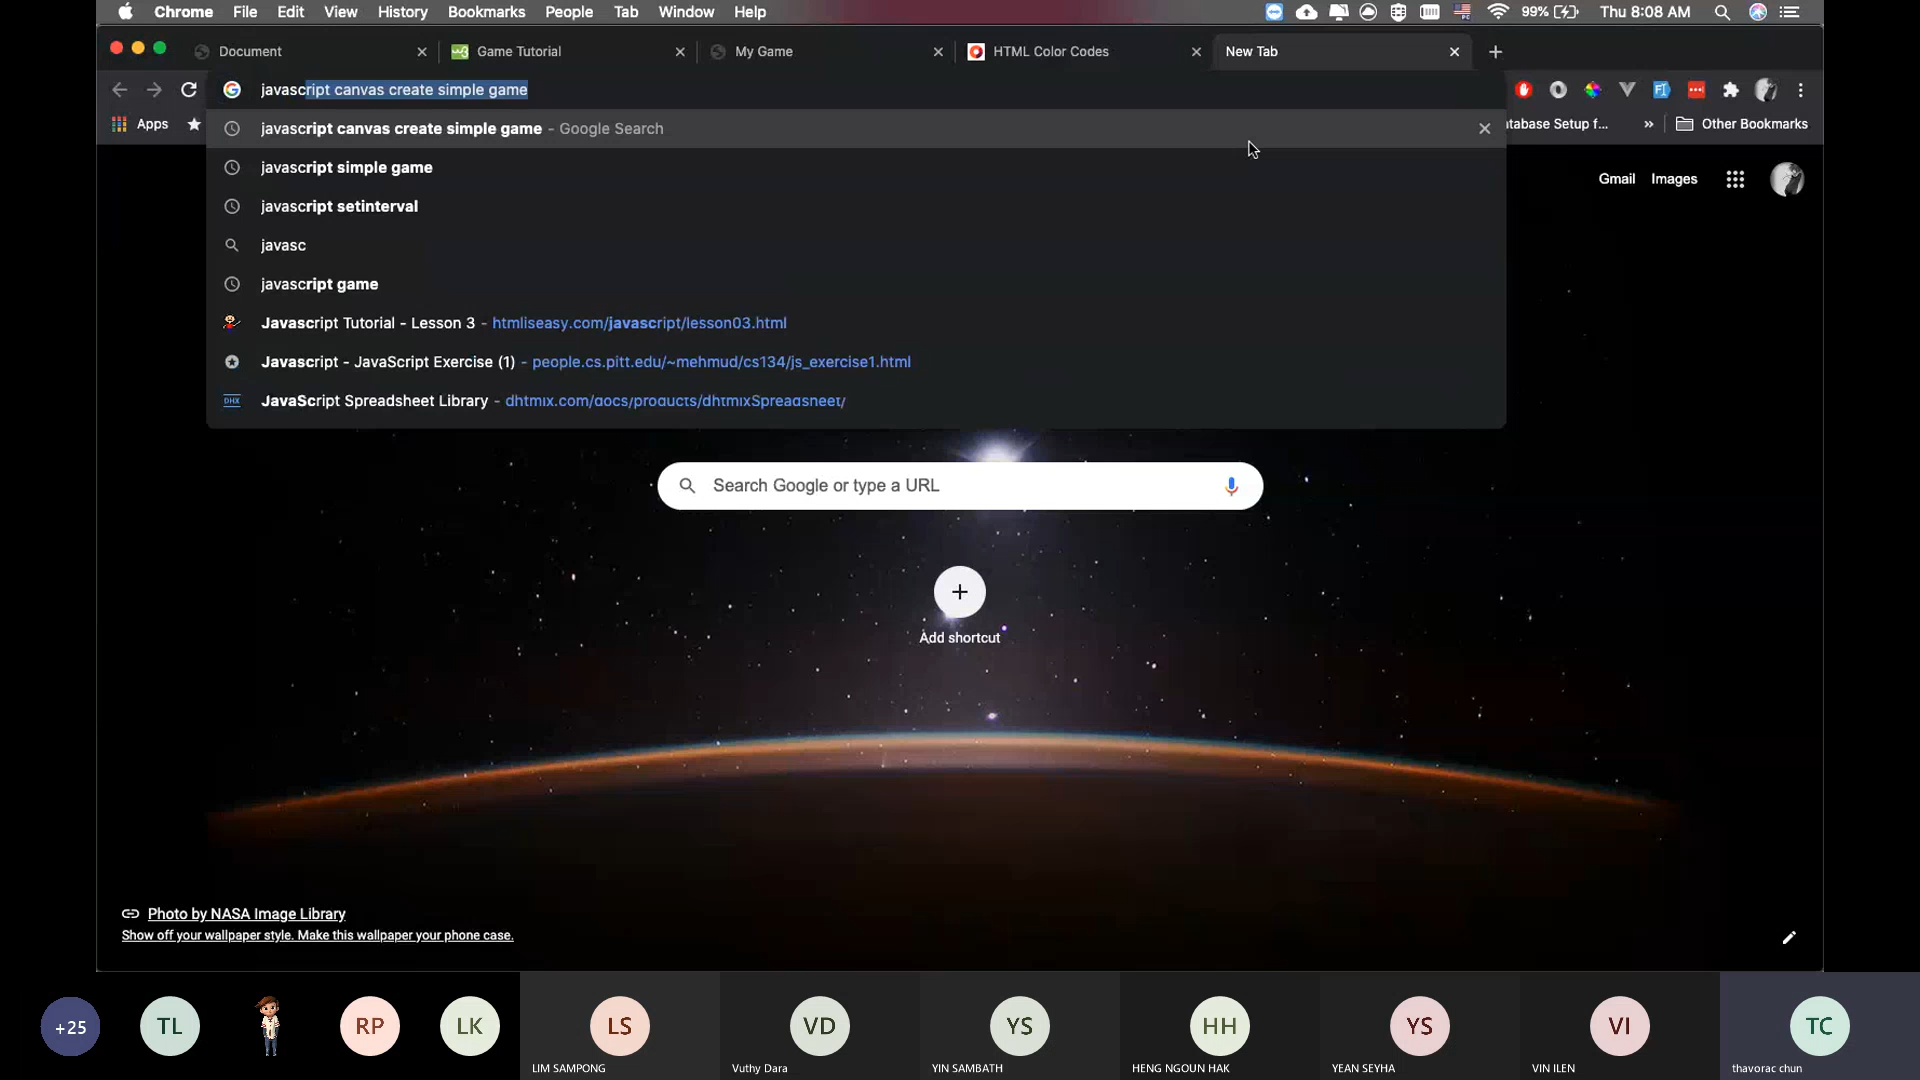 Chrome File Edit View History Bookmarks People Tab Window Help 99% Thu 8:08 AM
Document Game Tutorial My Game HTML Color Codes New Tab
javascript canvas create simple game
Apps atabase Setup f... » Other Bookmarks
javascript canvas create simple game - Google Search
javascript simple game
javascript setinterval
javasc
javascript game
Javascript Tutorial - Lesson 3 - htmliseasy.com/javascript/lesson03.html
Javascript - JavaScript Exercise (1) - people.cs.pitt.edu/~mehmud/cs134/js_exercise1.html
DHX JavaScript Spreadsheet Library - dhtmlx.com/docs/products/dhtmlxSpreadsheet/
Gmail Images
Search Google or type a URL
Add shortcut
Photo by NASA Image Library
Show off your wallpaper style. Make this wallpaper your phone case.
+25 TL RP LK LS VD YS HH YS VI TC
LIM SAMPONG Vuthy Dara YIN SAMBATH HENG NGOUN HAK YEAN SEYHA VIN ILEN thavorac chun